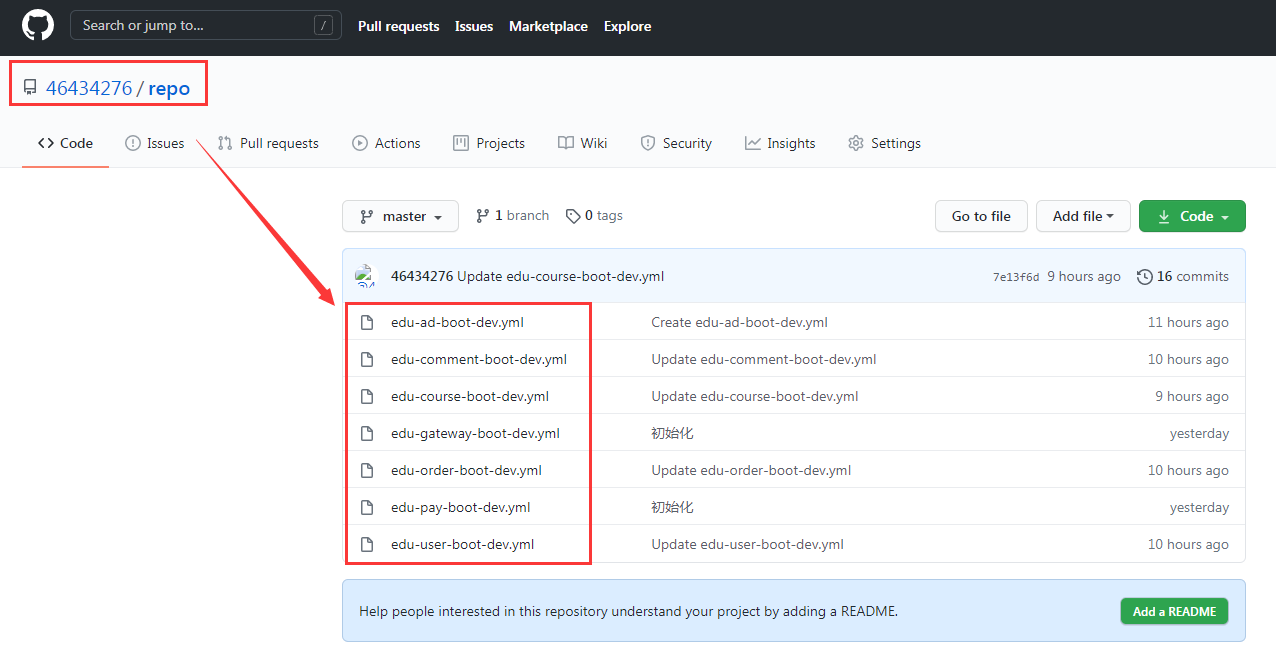 Search or jump to... / Pull requests Issues Marketplace Explore
46434276 / repo
<> Code Issues Pull requests Actions Projects Wiki Security Insights Settings
master 1 branch 0 tags Go to file Add file Code
46434276 Update edu-course-boot-dev.yml 7e13f6d 9 hours ago 16 commits
edu-ad-boot-dev.yml Create edu-ad-boot-dev.yml 11 hours ago
edu-comment-boot-dev.yml Update edu-comment-boot-dev.yml 10 hours ago
edu-course-boot-dev.yml Update edu-course-boot-dev.yml 9 hours ago
edu-gateway-boot-dev.yml 初始化 yesterday
edu-order-boot-dev.yml Update edu-order-boot-dev.yml 10 hours ago
edu-pay-boot-dev.yml 初始化 yesterday
edu-user-boot-dev.yml Update edu-user-boot-dev.yml 10 hours ago
Help people interested in this repository understand your project by adding a README. Add a README